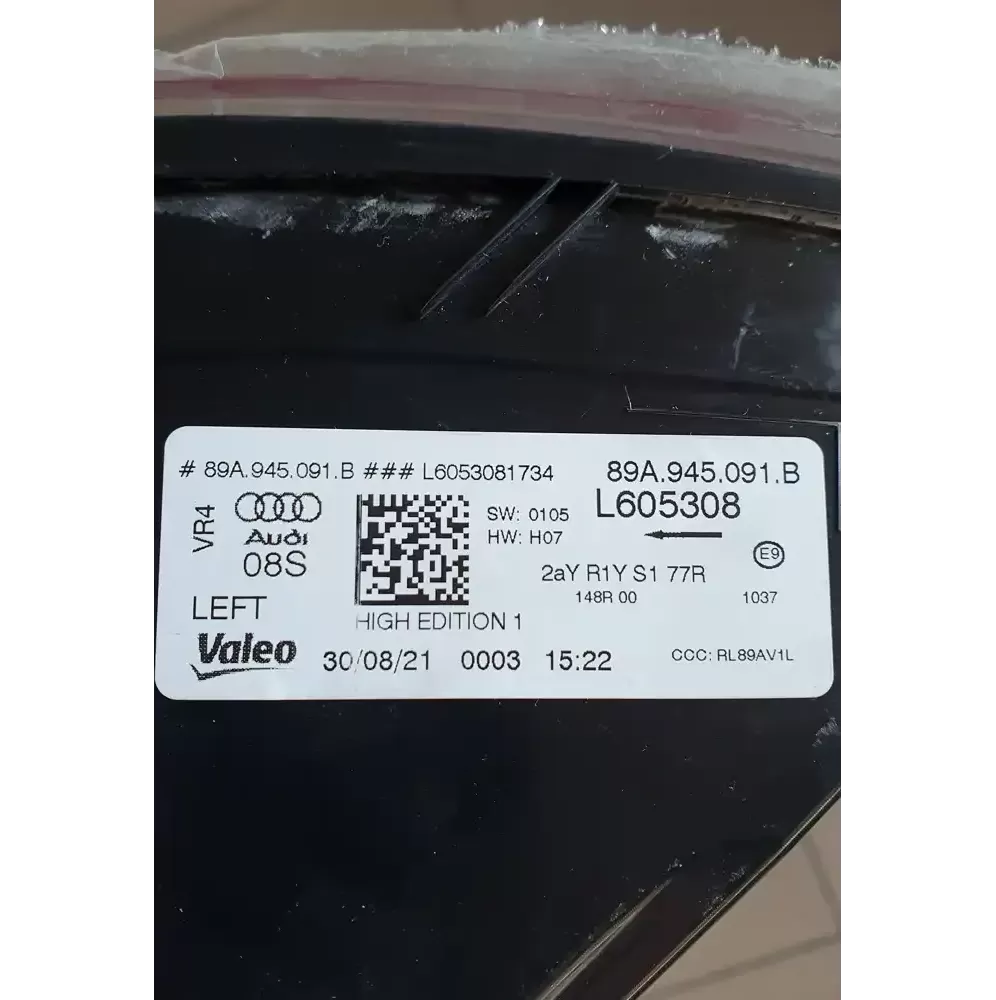 # 89A.945.091.B ### L6053081734
89A.945.091.B
L605308
VR4
Audi
08S
SW: 0105
HW: H07
E9
2aY R1Y S1 77R
148R 00
1037
LEFT
HIGH EDITION 1
Valeo
30/08/21 0003 15:22
CCC: RL89AV1L